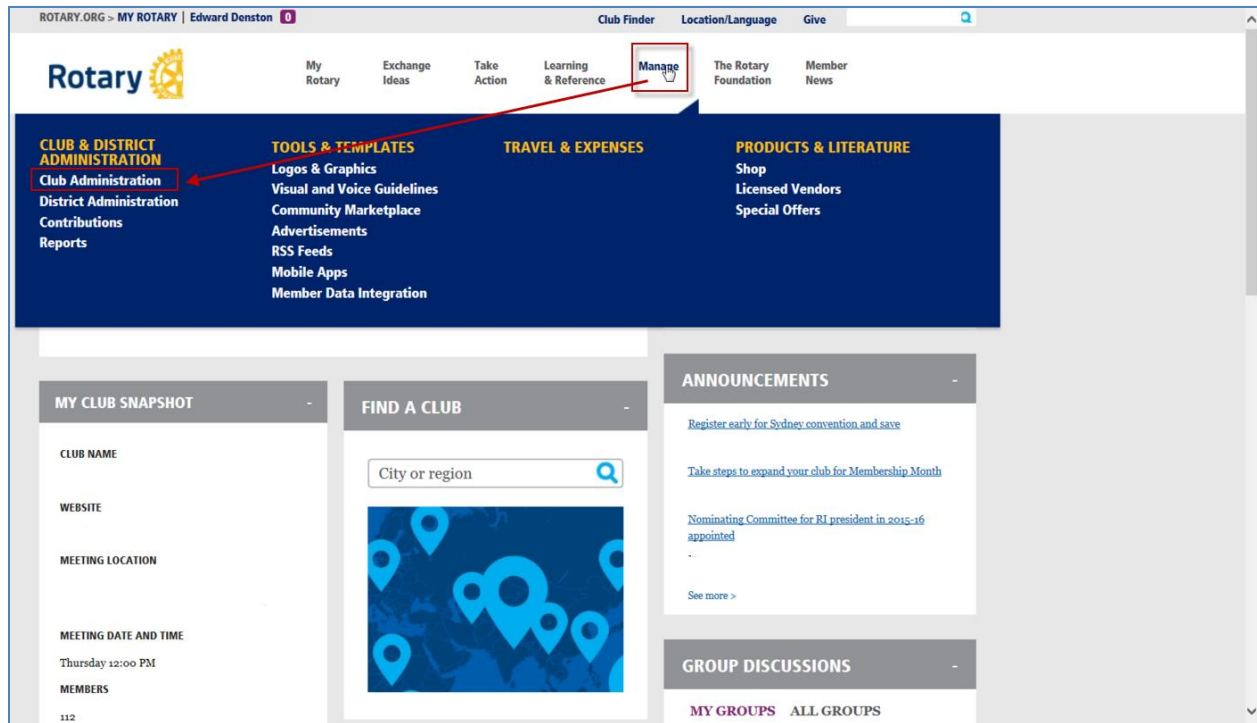 ROTARY.ORG > MY ROTARY | Edward Denston 0
Club Finder Location/Language Give
Rotary
My Rotary
Exchange Ideas
Take Action
Learning & Reference
Manage
The Rotary Foundation
Member News
CLUB & DISTRICT
ADMINISTRATION
Club Administration
District Administration
Contributions
Reports
TOOLS & TEMPLATES
Logos & Graphics
Visual and Voice Guidelines
Community Marketplace
Advertisements
RSS Feeds
Mobile Apps
Member Data Integration
TRAVEL & EXPENSES
PRODUCTS & LITERATURE
Shop
Licensed Vendors
Special Offers
MY CLUB SNAPSHOT -
CLUB NAME
WEBSITE
MEETING LOCATION
MEETING DATE AND TIME
Thursday 12:00 PM
MEMBERS
112
FIND A CLUB -
City or region
ANNOUNCEMENTS -
Register early for Sydney convention and save
Take steps to expand your club for Membership Month
Nominating Committee for RI president in 2015-16
appointed
See more >
GROUP DISCUSSIONS -
MY GROUPS ALL GROUPS